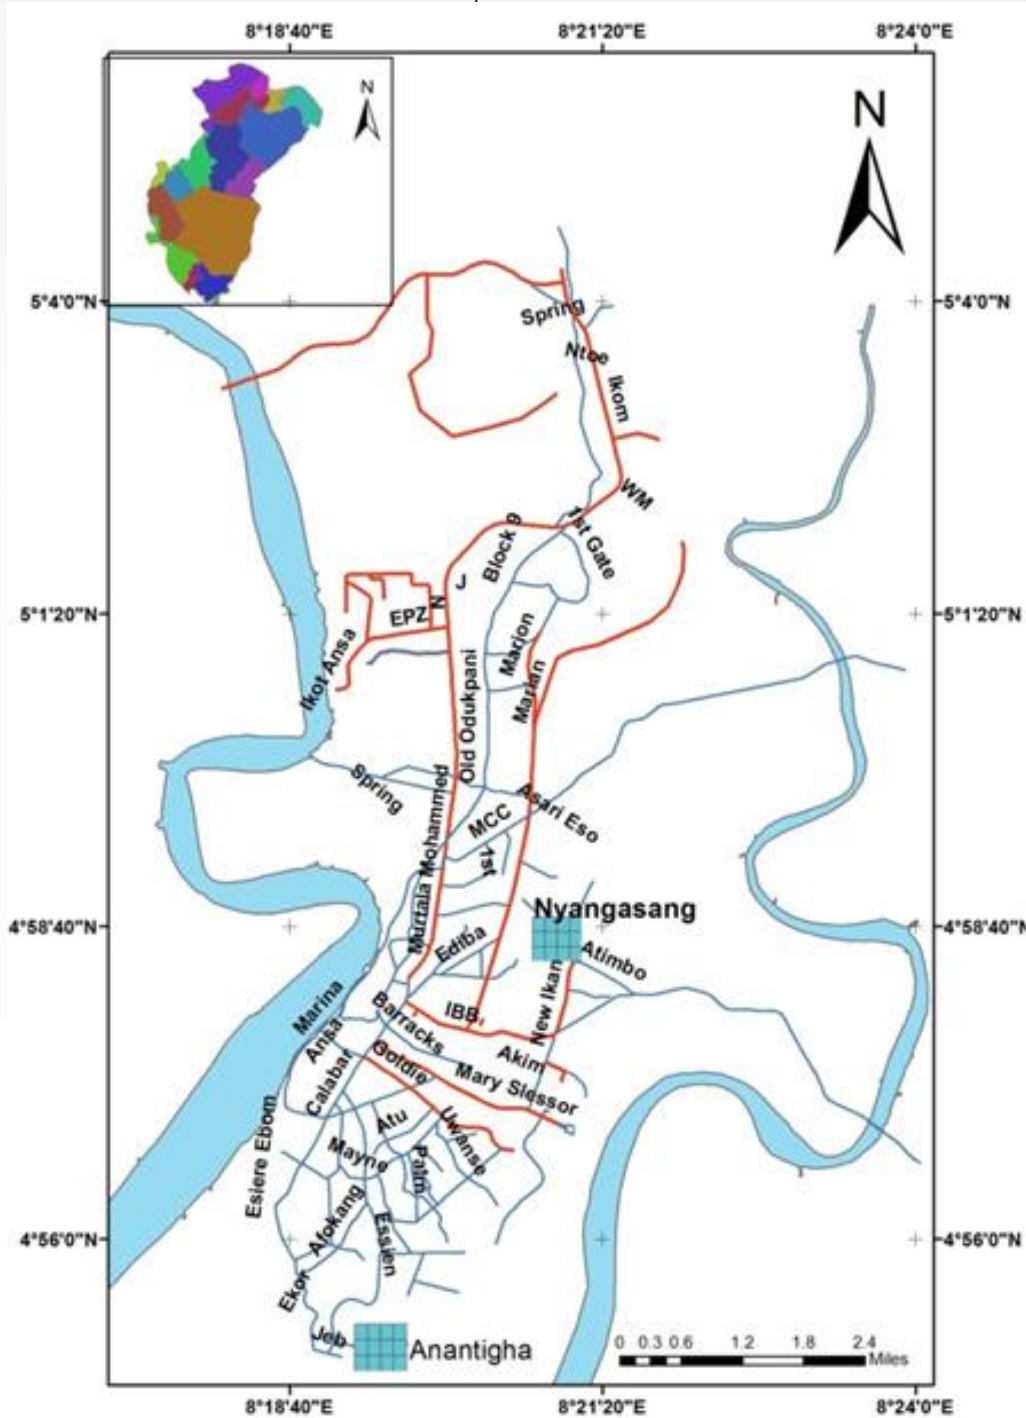 8°18'40"E
8°21'20"E
8°24'0"E
N
N
5°4'0"N
5°4'0"N
Spring
Ntoe
Ikom
WM
1st Gate
Block 9
J
N
EPZ
5°1'20"N
5°1'20"N
Ikot Ansa
Marion
Marian
Old Odukpani
Spring
Asari Eso
MCC
Murtala Mohammed
1st
Nyangasang
4°58'40"N
4°58'40"N
Ediba
Atimbo
New Ikan
Marina
Barracks
IBB
Ansa
Akim
Goldie
Mary Slessor
Calabar
Atu
Uwanse
Esiere Ebom
Mayne
Palm
Afokang
Essien
4°56'0"N
4°56'0"N
Ekor
Jeb
Anantigha
0 0.3 0.6 1.2 1.8 2.4
Miles
8°18'40"E
8°21'20"E
8°24'0"E